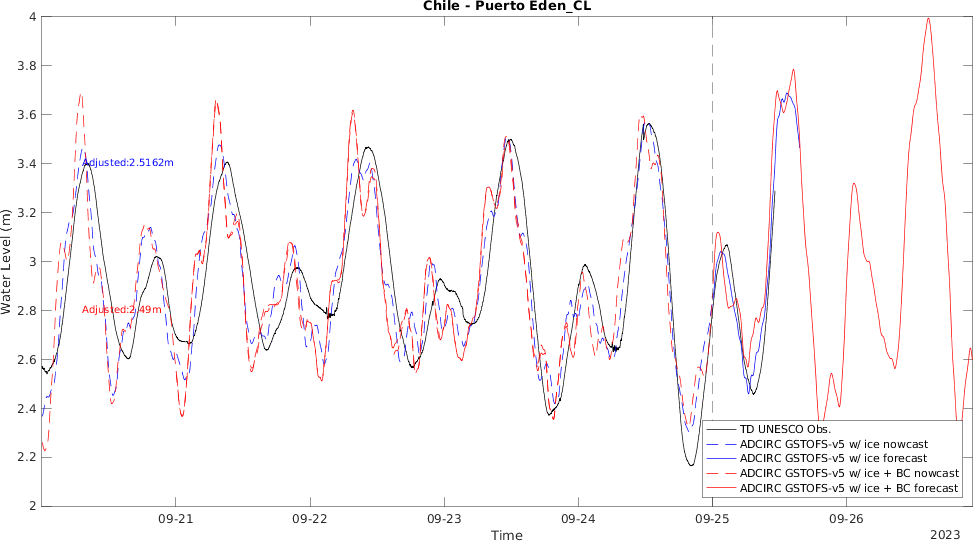 Chile - Puerto Eden_CL
4
3.8
3.6
3.4
3.2
3
2.8
2.6
2.4
2.2
2
Water Level (m)
Adjusted:2.5162m
Adjusted:2.49m
TD UNESCO Obs.
ADCIRC GSTOFS-v5 w/ ice nowcast
ADCIRC GSTOFS-v5 w/ ice forecast
ADCIRC GSTOFS-v5 w/ ice + BC nowcast
ADCIRC GSTOFS-v5 w/ ice + BC forecast
09-21 09-22 09-23 09-24 09-25 09-26
Time
2023